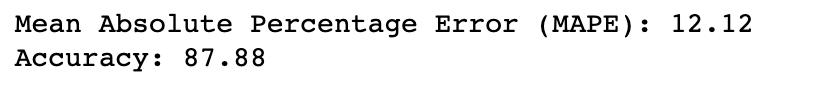 Mean Absolute Percentage Error (MAPE): 12.12
Accuracy: 87.88